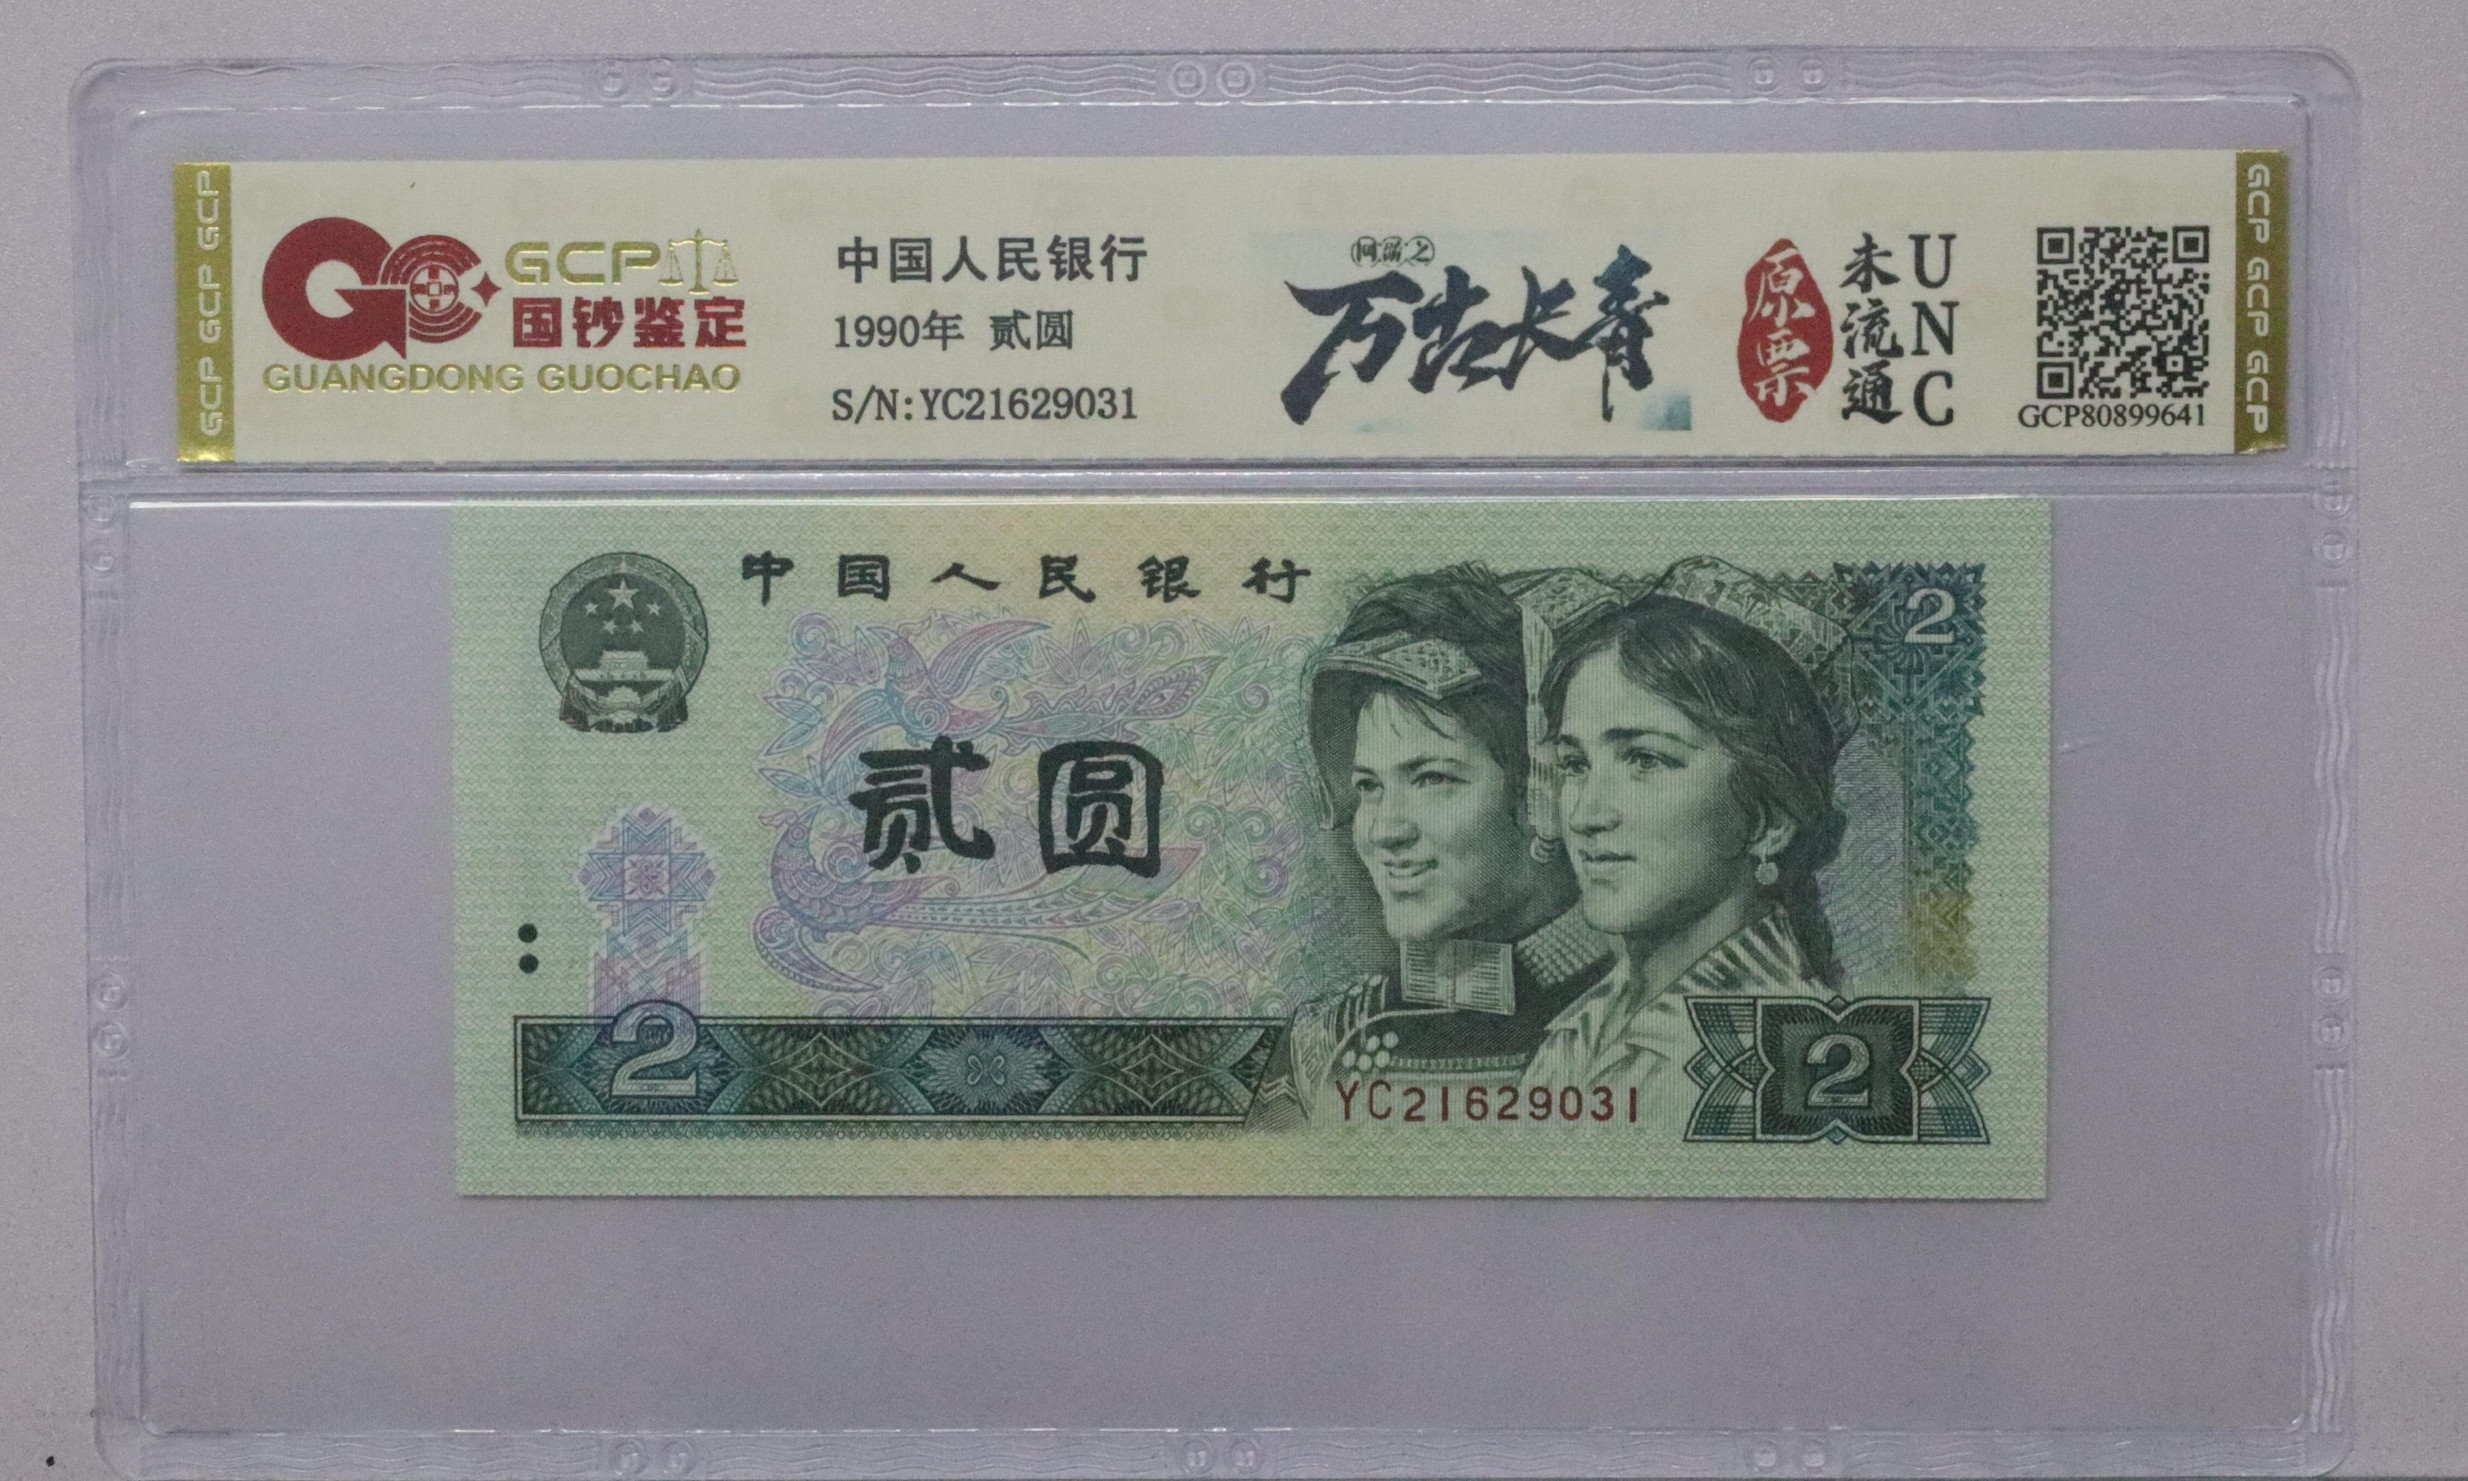 GCP GCP GCP
GCP
国钞鉴定
GUANGDONG GUOCHAO
中国人民银行
1990年 贰圆
S/N:YC21629031
万古长青
原票
未流通
UNC
GCP80899641
GCP GCP GCP
中国人民银行
2
贰圆
2
YC21629031
2